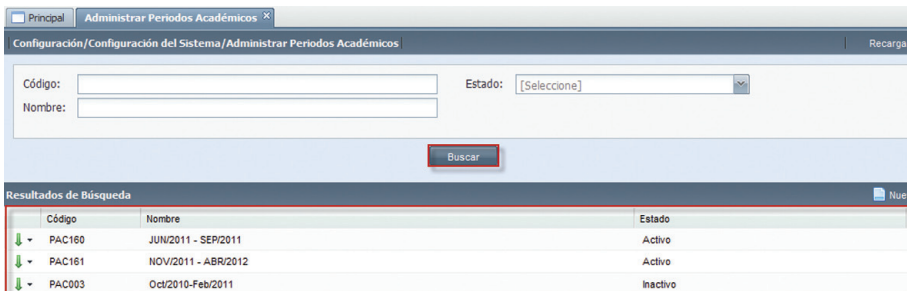 Principal Administrar Periodos Académicos
Configuración/Configuración del Sistema/Administrar Periodos Académicos Recarga
Código: Estado: [Seleccione]
Nombre:
Buscar
Resultados de Búsqueda Nue
Código Nombre Estado
PAC160 JUN/2011 - SEP/2011 Activo
PAC161 NOV/2011 - ABR/2012 Activo
PAC003 Oct/2010-Feb/2011 Inactivo